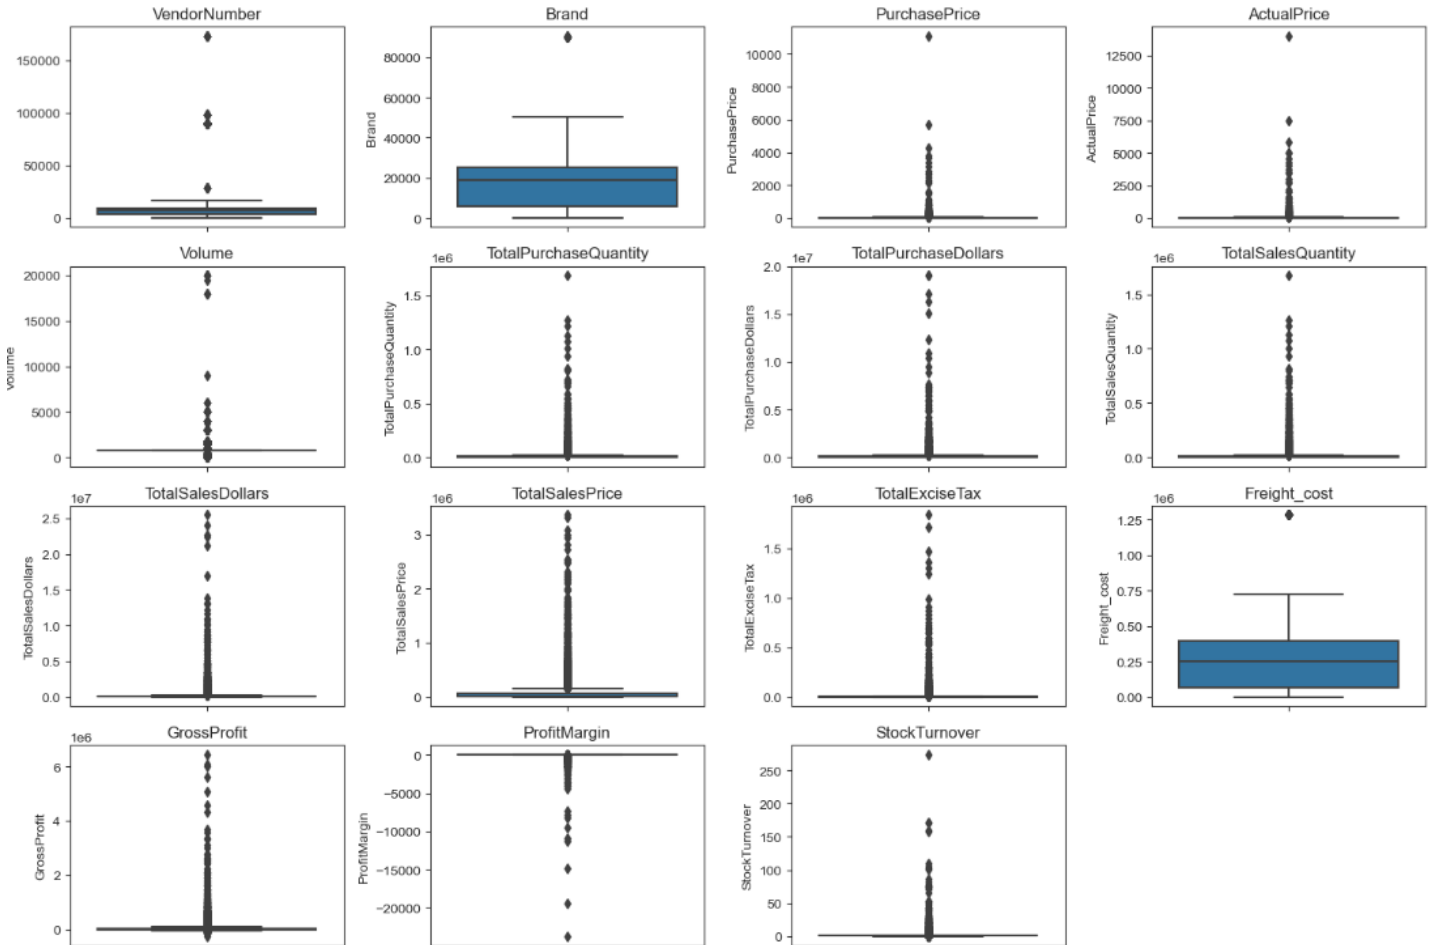 VendorNumber
Brand
PurchasePrice
ActualPrice
150000
100000
50000
0
Brand
80000
60000
40000
20000
0
PurchasePrice
10000
8000
6000
4000
2000
0
ActualPrice
12500
10000
7500
5000
2500
0
Volume
TotalPurchaseQuantity
TotalPurchaseDollars
TotalSalesQuantity
Volume
20000
15000
10000
5000
0
1e6
TotalPurchaseQuantity
1.5
1.0
0.5
0.0
1e7
TotalPurchaseDollars
2.0
1.5
1.0
0.5
0.0
1e6
TotalSalesQuantity
1.5
1.0
0.5
0.0
TotalSalesDollars
TotalSalesPrice
TotalExciseTax
Freight_cost
1e7
TotalSalesDollars
2.5
2.0
1.5
1.0
0.5
0.0
1e6
TotalSalesPrice
3
2
1
0
1e6
TotalExciseTax
1.5
1.0
0.5
0.0
1e6
Freight_cost
1.25
1.00
0.75
0.50
0.25
0.00
GrossProfit
ProfitMargin
StockTurnover
1e6
GrossProfit
6
4
2
0
ProfitMargin
0
−5000
−10000
−15000
−20000
StockTurnover
250
200
150
100
50
0